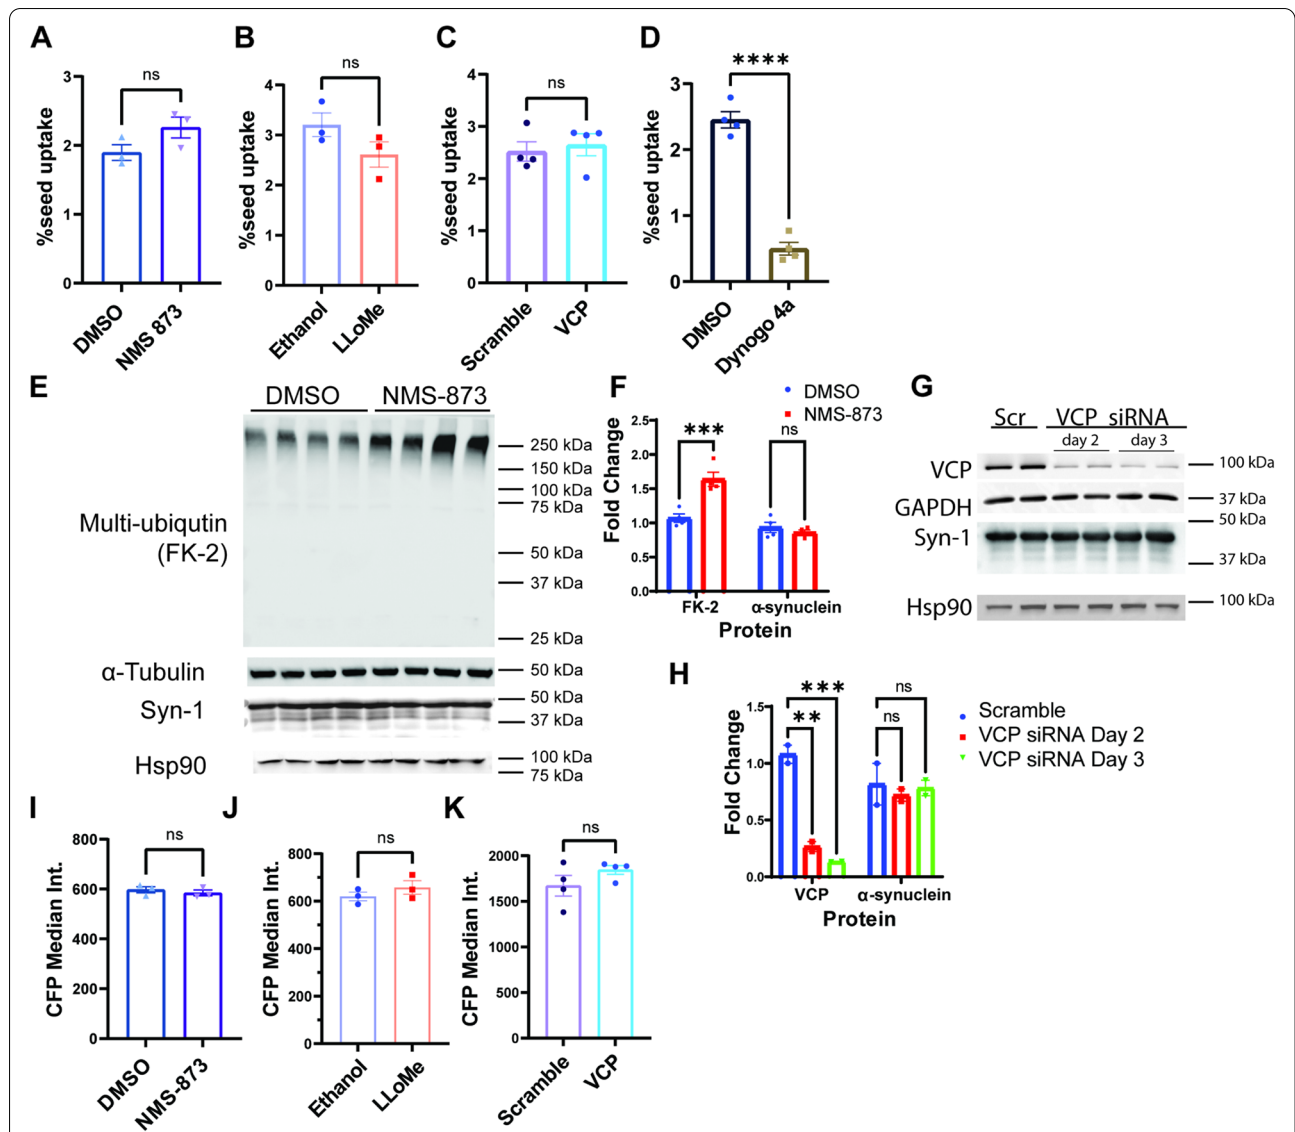 A
%seed uptake
3
2
1
0
ns
DMSO
NMS 873
B
%seed uptake
4
3
2
1
0
ns
Ethanol
LLoMe
C
%seed uptake
4
3
2
1
0
ns
Scramble
VCP
D
%seed uptake
3
2
1
0
****
DMSO
Dynogo 4a
E
DMSO
NMS-873
Multi-ubiqutin
(FK-2)
250 kDa
150 kDa
100 kDa
75 kDa
50 kDa
37 kDa
25 kDa
α-Tubulin
50 kDa
Syn-1
50 kDa
37 kDa
Hsp90
100 kDa
75 kDa
F
DMSO
NMS-873
Fold Change
2.5
2.0
1.5
1.0
0.5
0.0
***
ns
FK-2
α-synuclein
Protein
G
Scr
VCP siRNA
day 2
day 3
VCP
100 kDa
GAPDH
37 kDa
50 kDa
Syn-1
37 kDa
Hsp90
100 kDa
H
Fold Change
1.5
1.0
0.5
0.0
***
**
ns
ns
VCP
α-synuclein
Protein
Scramble
VCP siRNA Day 2
VCP siRNA Day 3
I
CFP Median Int.
800
600
400
200
0
ns
DMSO
NMS-873
J
CFP Median Int.
800
600
400
200
0
ns
Ethanol
LLoMe
K
CFP Median Int.
2000
1500
1000
500
0
ns
Scramble
VCP